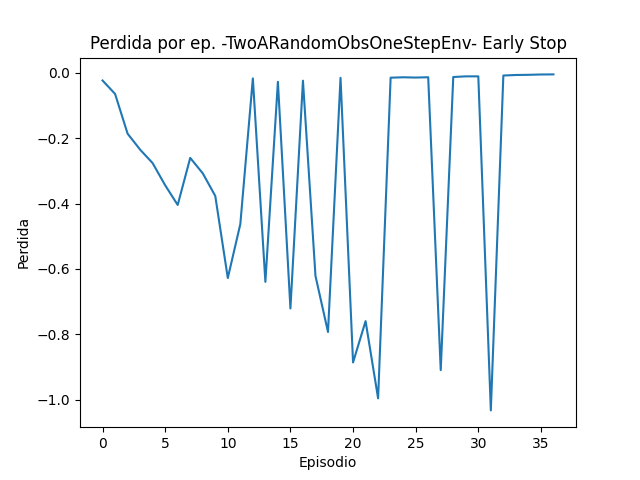 Perdida por ep. -TwoARandomObsOneStepEnv- Early Stop
0.0
−0.2
−0.4
−0.6
−0.8
−1.0
Perdida
0 5 10 15 20 25 30 35
Episodio